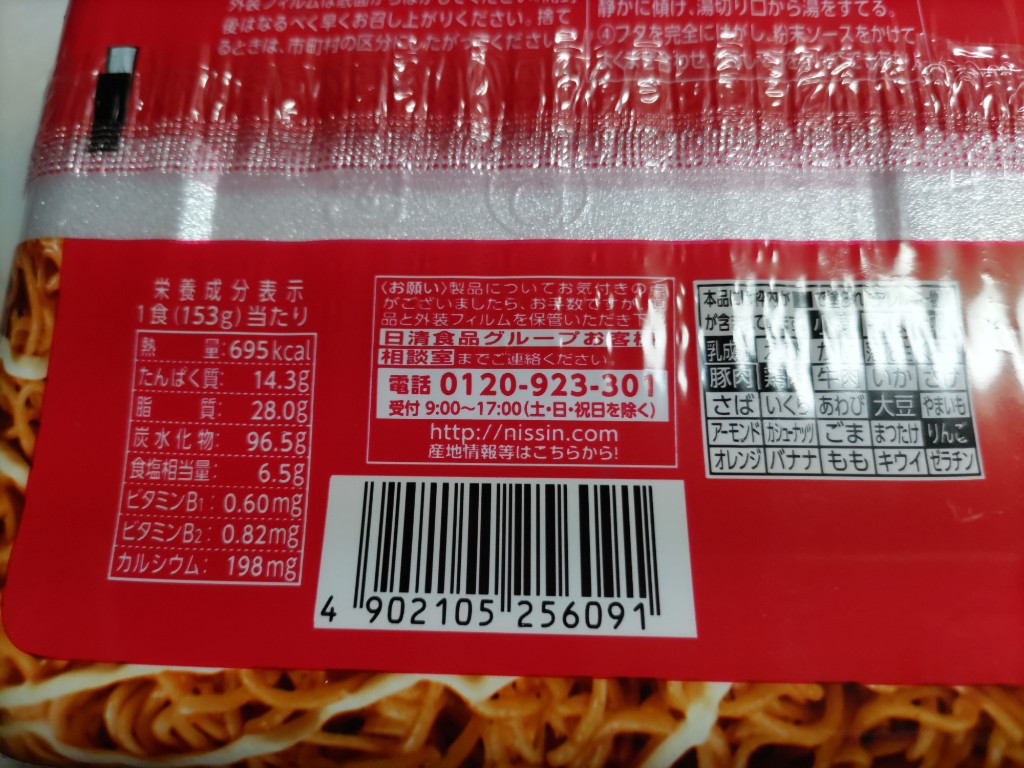 後はなるべく早くお召し上がりください。捨て
るときは、市町村の区分にしたがってください
静かに傾け、湯切り口から湯をすてる。
④フタを完全にはがし、粉末ソースをかけて
栄養成分表示
1食(153g)当たり
熱量:695kcal
たんぱく質: 14.3g
脂質: 28.0g
炭水化物: 96.5g
食塩相当量: 6.5g
ビタミンB1: 0.60mg
ビタミンB2: 0.82mg
カルシウム: 198mg
〈お願い〉製品についてお気付きの
がございましたら、お手数ですが
品と外装フィルムを保管いただき
日清食品グループお客様
相談室までご連絡ください。
電話 0120-923-301
受付 9:00〜17:00(土・日・祝日を除く)
http://nissin.com
産地情報等はこちらから!
4 902105 256091
本品
が含
乳成
豚肉 牛肉 いか
さば いくら あわび 大豆 やまいも
アーモンド カシューナッツ ごま まつたけ りんご
オレンジ バナナ もも キウイ ゼラチン